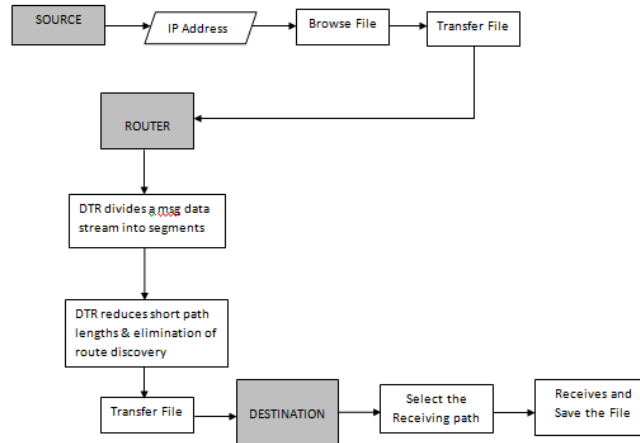 SOURCE
IP Address
Browse File
Transfer File
ROUTER
DTR divides a msg data
stream into segments
DTR reduces short path
lengths & elimination of
route discovery
Transfer File
DESTINATION
Select the
Receiving path
Receives and
Save the File